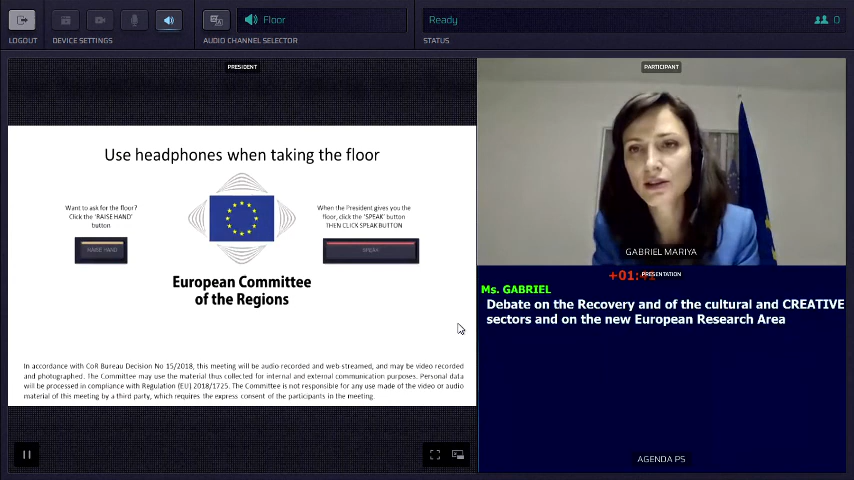 Floor
Ready
0
LOGOUT
DEVICE SETTINGS
AUDIO CHANNEL SELECTOR
STATUS
PRESIDENT
PARTICIPANT
Use headphones when taking the floor
Want to ask for the floor?
Click the 'RAISE HAND'
button
RAISE HAND
When the President gives you the
floor, click the 'SPEAK' button
THEN CLICK SPEAK BUTTON
SPEAK
European Committee
of the Regions
In accordance with CoR Bureau Decision No 15/2018, this meeting will be audio recorded and web streamed, and may be video recorded
and photographed. The Committee may use the material thus collected for internal and external communication purposes. Personal data
will be processed in compliance with Regulation (EU) 2018/1725. The Committee is not responsible for any use made of the video or audio
material of this meeting by a third party, which requires the express consent of the participants in the meeting.
GABRIEL MARIYA
PRESENTATION
Ms. GABRIEL
Debate on the Recovery and of the cultural and CREATIVE
sectors and on the new European Research Area
AGENDA PS